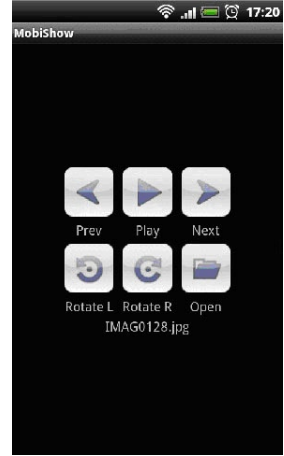 17:20
MobiShow
Prev Play Next
Rotate L Rotate R Open
IMAG0128.jpg